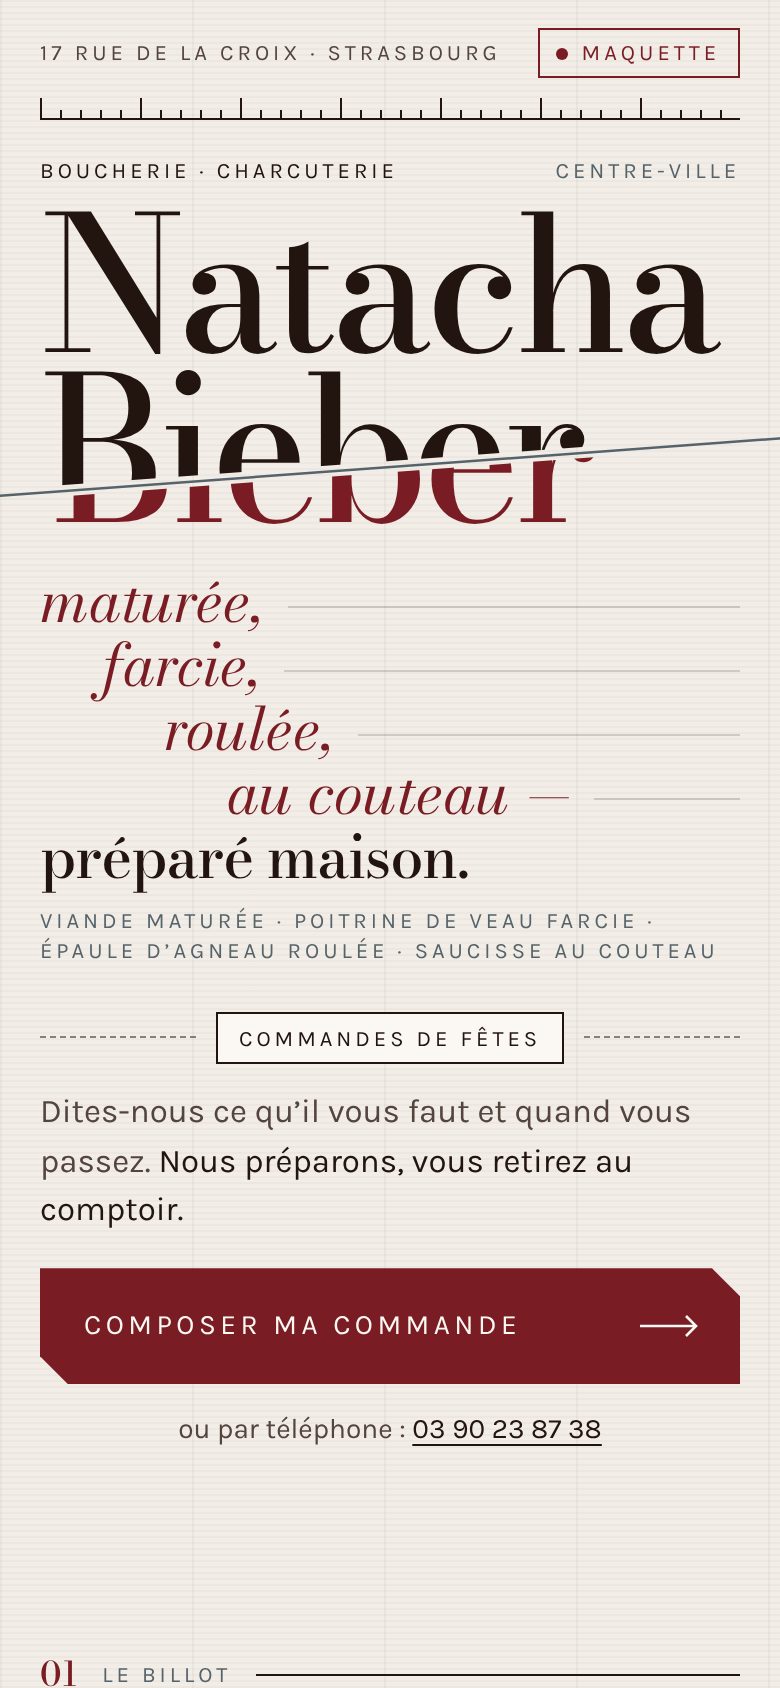 17 RUE DE LA CROIX · STRASBOURG
MAQUETTE
BOUCHERIE · CHARCUTERIE
CENTRE-VILLE
Natacha
Bieber
maturée,
farcie,
roulée,
au couteau —
préparé maison.
VIANDE MATURÉE · POITRINE DE VEAU FARCIE ·
ÉPAULE D’AGNEAU ROULÉE · SAUCISSE AU COUTEAU
COMMANDES DE FÊTES
Dites-nous ce qu’il vous faut et quand vous
passez. Nous préparons, vous retirez au
comptoir.
COMPOSER MA COMMANDE
ou par téléphone : 03 90 23 87 38
01 LE BILLOT